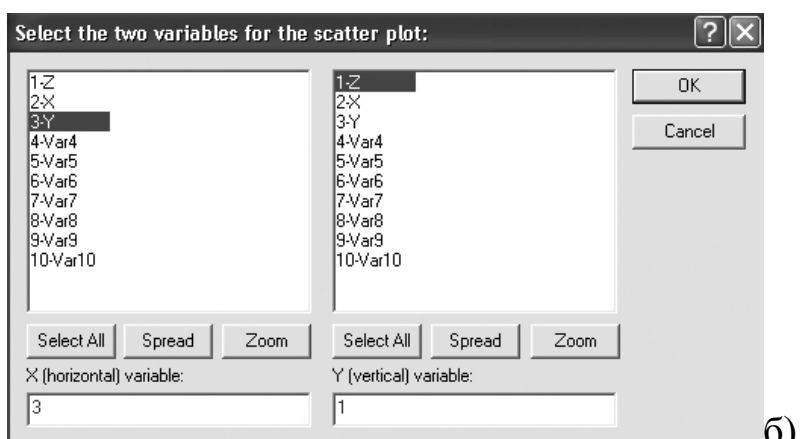 Select the two variables for the scatter plot:
1-Z
2-X
3-Y
4-Var4
5-Var5
6-Var6
7-Var7
8-Var8
9-Var9
10-Var10
1-Z
2-X
3-Y
4-Var4
5-Var5
6-Var6
7-Var7
8-Var8
9-Var9
10-Var10
OK
Cancel
Select All Spread Zoom Select All Spread Zoom
X (horizontal) variable: Y (vertical) variable:
3 1
б)